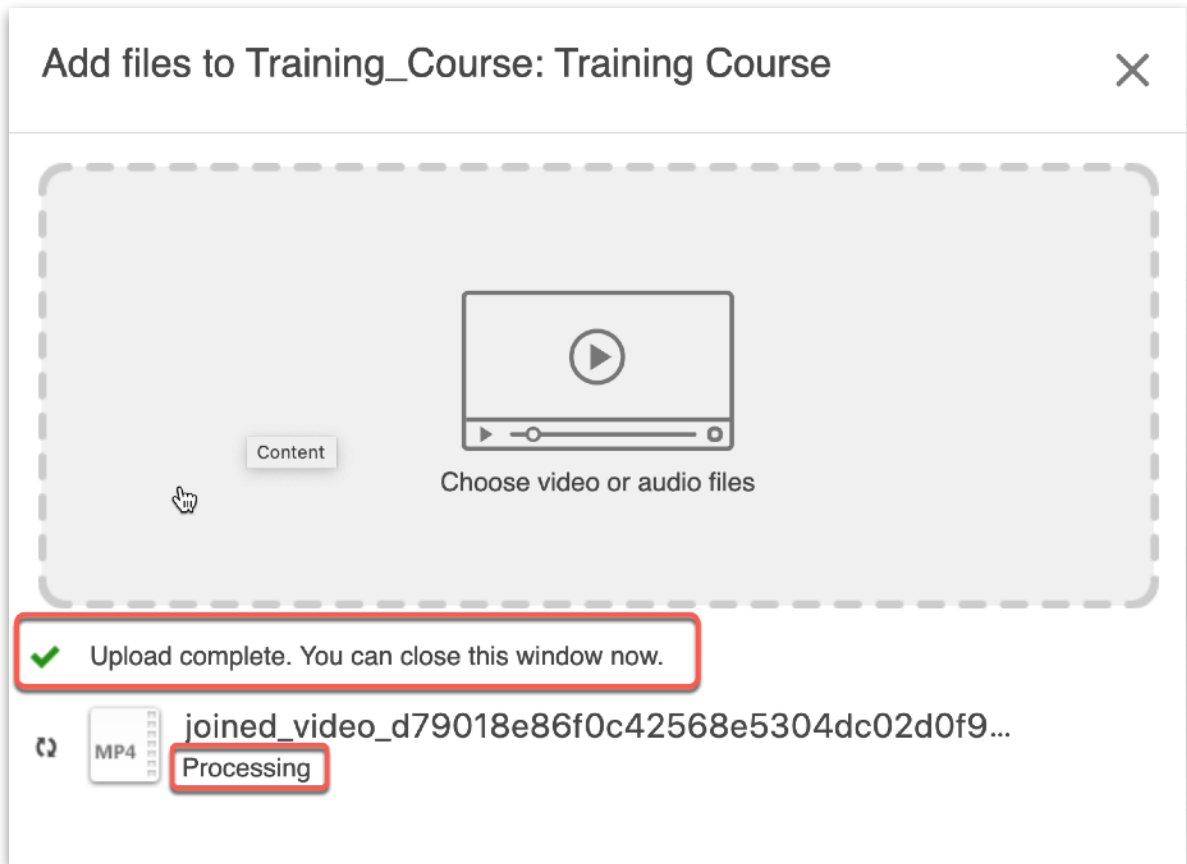 Add files to Training_Course: Training Course
Content
Choose video or audio files
Upload complete. You can close this window now.
joined_video_d79018e86f0c42568e5304dc02d0f9...
MP4
Processing